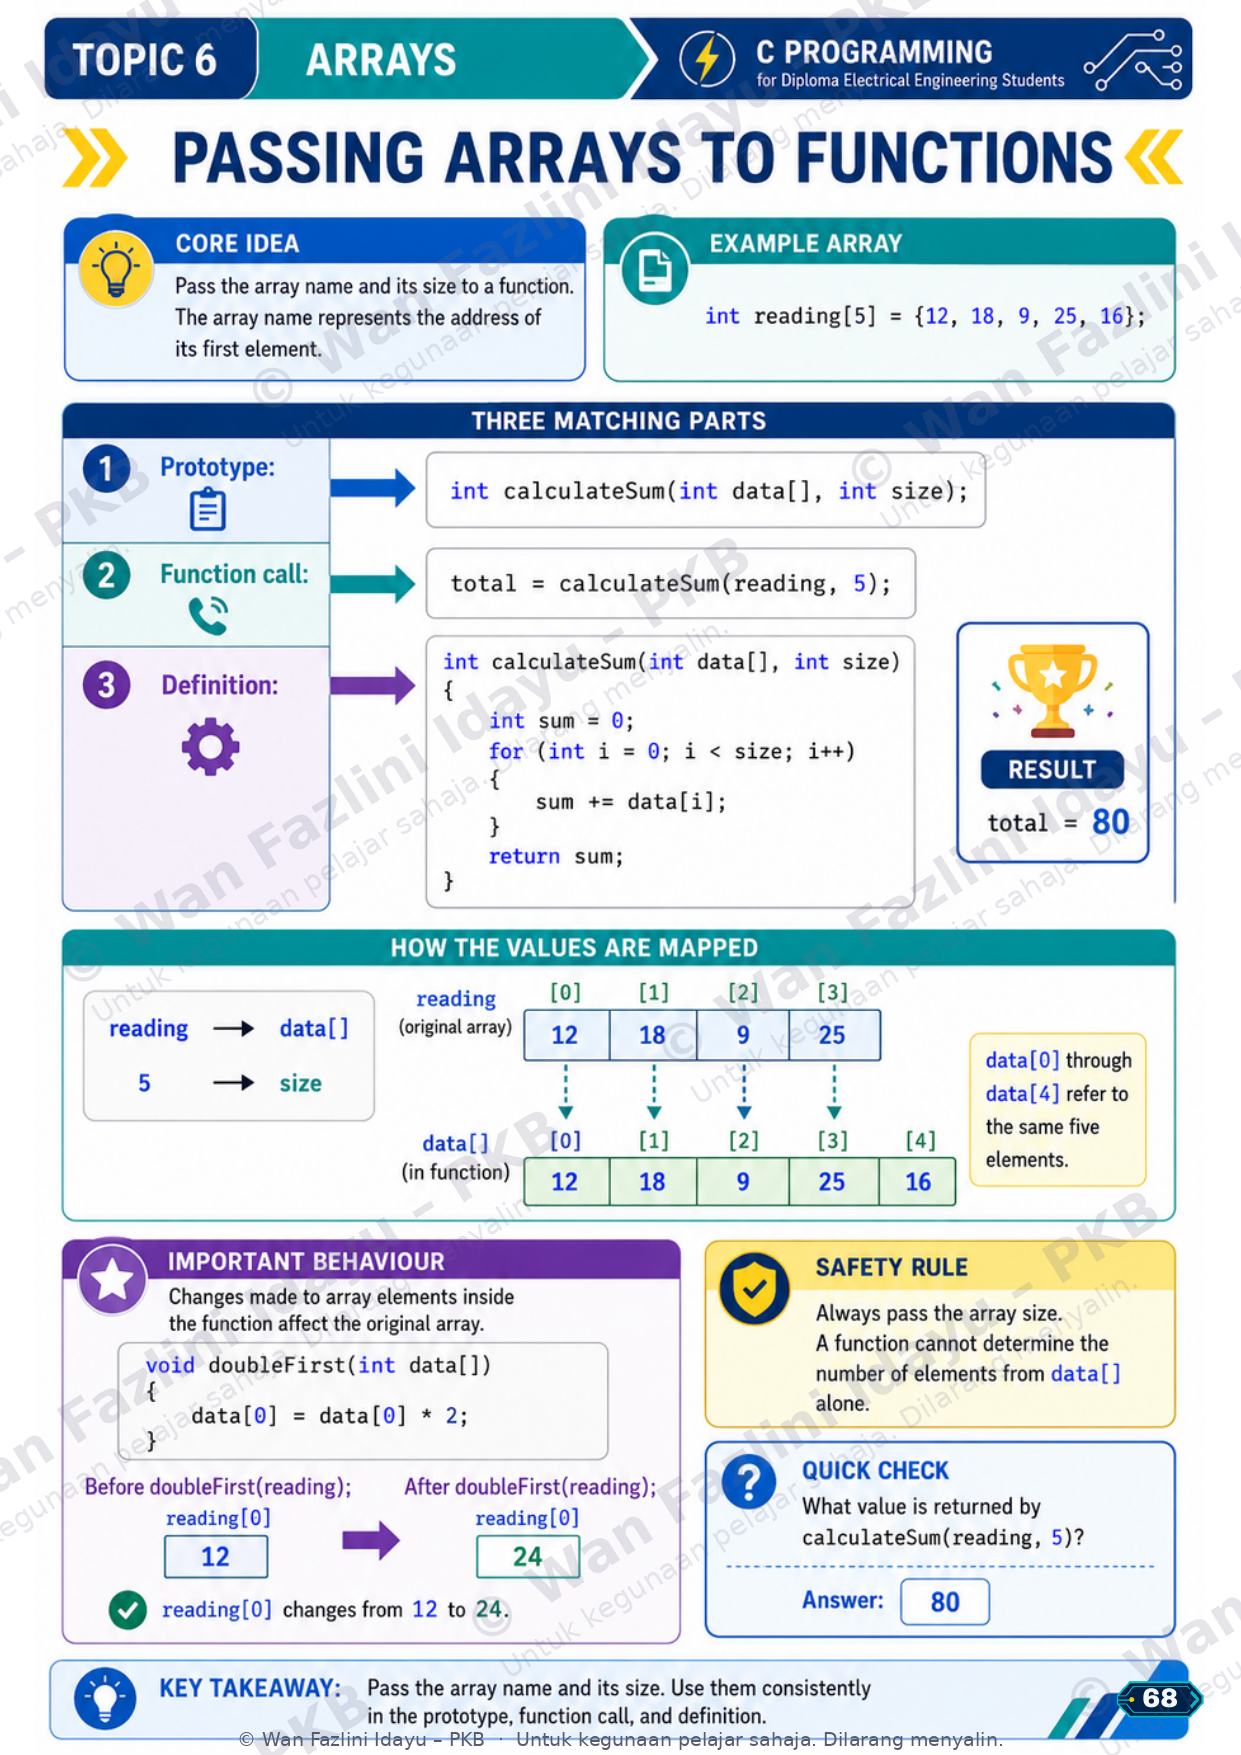 TOPIC 6
ARRAYS
C PROGRAMMING
for Diploma Electrical Engineering Students
PASSING ARRAYS TO FUNCTIONS
CORE IDEA
Pass the array name and its size to a function.
The array name represents the address of
its first element.
EXAMPLE ARRAY
int reading[5] = {12, 18, 9, 25, 16};
THREE MATCHING PARTS
1 Prototype:
int calculateSum(int data[], int size);
2 Function call:
total = calculateSum(reading, 5);
3 Definition:
int calculateSum(int data[], int size)
{
int sum = 0;
for (int i = 0; i < size; i++)
{
sum += data[i];
}
return sum;
}
RESULT
total = 80
HOW THE VALUES ARE MAPPED
reading → data[]
5 → size
reading
(original array)
[0] [1] [2] [3]
12 18 9 25
data[]
(in function)
[0] [1] [2] [3] [4]
12 18 9 25 16
data[0] through
data[4] refer to
the same five
elements.
IMPORTANT BEHAVIOUR
Changes made to array elements inside
the function affect the original array.
void doubleFirst(int data[])
{
data[0] = data[0] * 2;
}
Before doubleFirst(reading);
reading[0]
12
After doubleFirst(reading);
reading[0]
24
reading[0] changes from 12 to 24.
SAFETY RULE
Always pass the array size.
A function cannot determine the
number of elements from data[]
alone.
QUICK CHECK
What value is returned by
calculateSum(reading, 5)?
Answer: 80
KEY TAKEAWAY:
Pass the array name and its size. Use them consistently
in the prototype, function call, and definition.
68
© Wan Fazlini Idayu – PKB · Untuk kegunaan pelajar sahaja. Dilarang menyalin.
© Wan Fazlini Idayu – PKB
Untuk kegunaan pelajar sahaja. Dilarang menyalin.